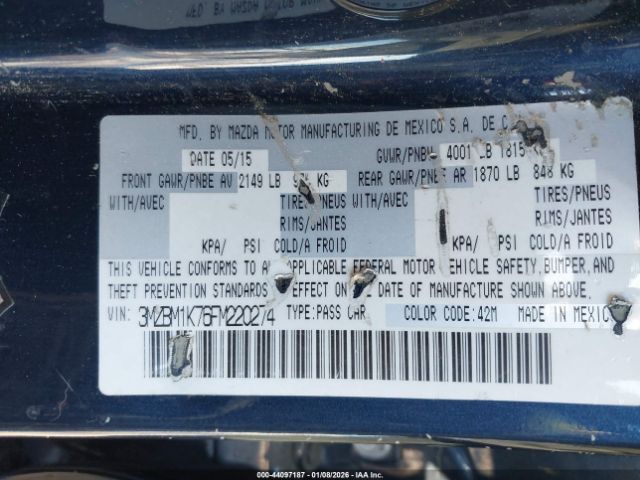 MFD. BY MAZDA MOTOR MANUFACTURING DE MEXICO S.A. DE C.
DATE 05/15 GVWR/PNBV 4001 LB 1815
FRONT GAWR/PNBE AV 2149 LB KG REAR GAWR/PNBE AR 1870 LB 848 KG
WITH/AVEC TIRES/PNEUS WITH/AVEC TIRES/PNEUS
RIMS/JANTES RIMS/JANTES
KPA/ PSI COLD/A FROID KPA/ PSI COLD/A FROID
THIS VEHICLE CONFORMS TO ALL APPLICABLE FEDERAL MOTOR VEHICLE SAFETY, BUMPER, AND
THEFT PREVENTION STANDARDS IN EFFECT ON THE DATE OF MANUFACTURE SHOWN ABOVE.
VIN: 3MZBM1K76FM220274 TYPE:PASS CAR COLOR CODE:42M MADE IN MEXICO
000-44097187 - 01/08/2026 - IAA Inc.